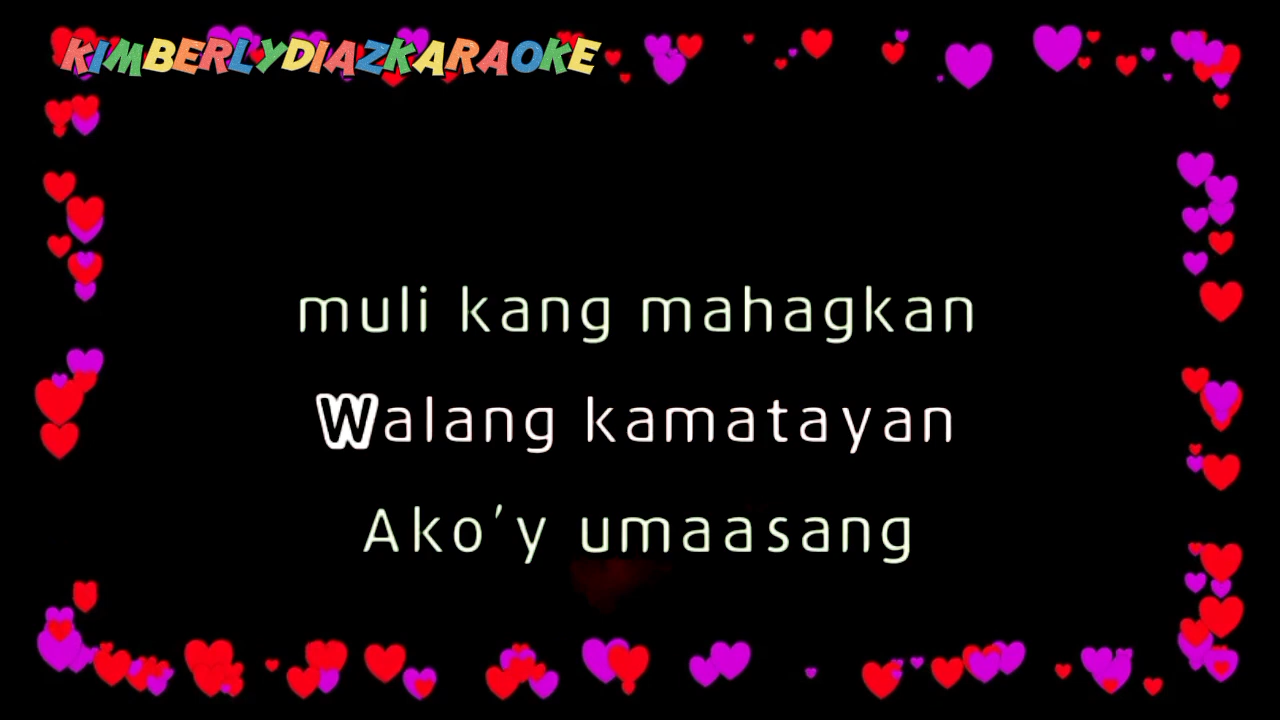 KIMBERLYDIAZKARAOKE
muli kang mahagkan
Walang kamatayan
Ako'y umaasang